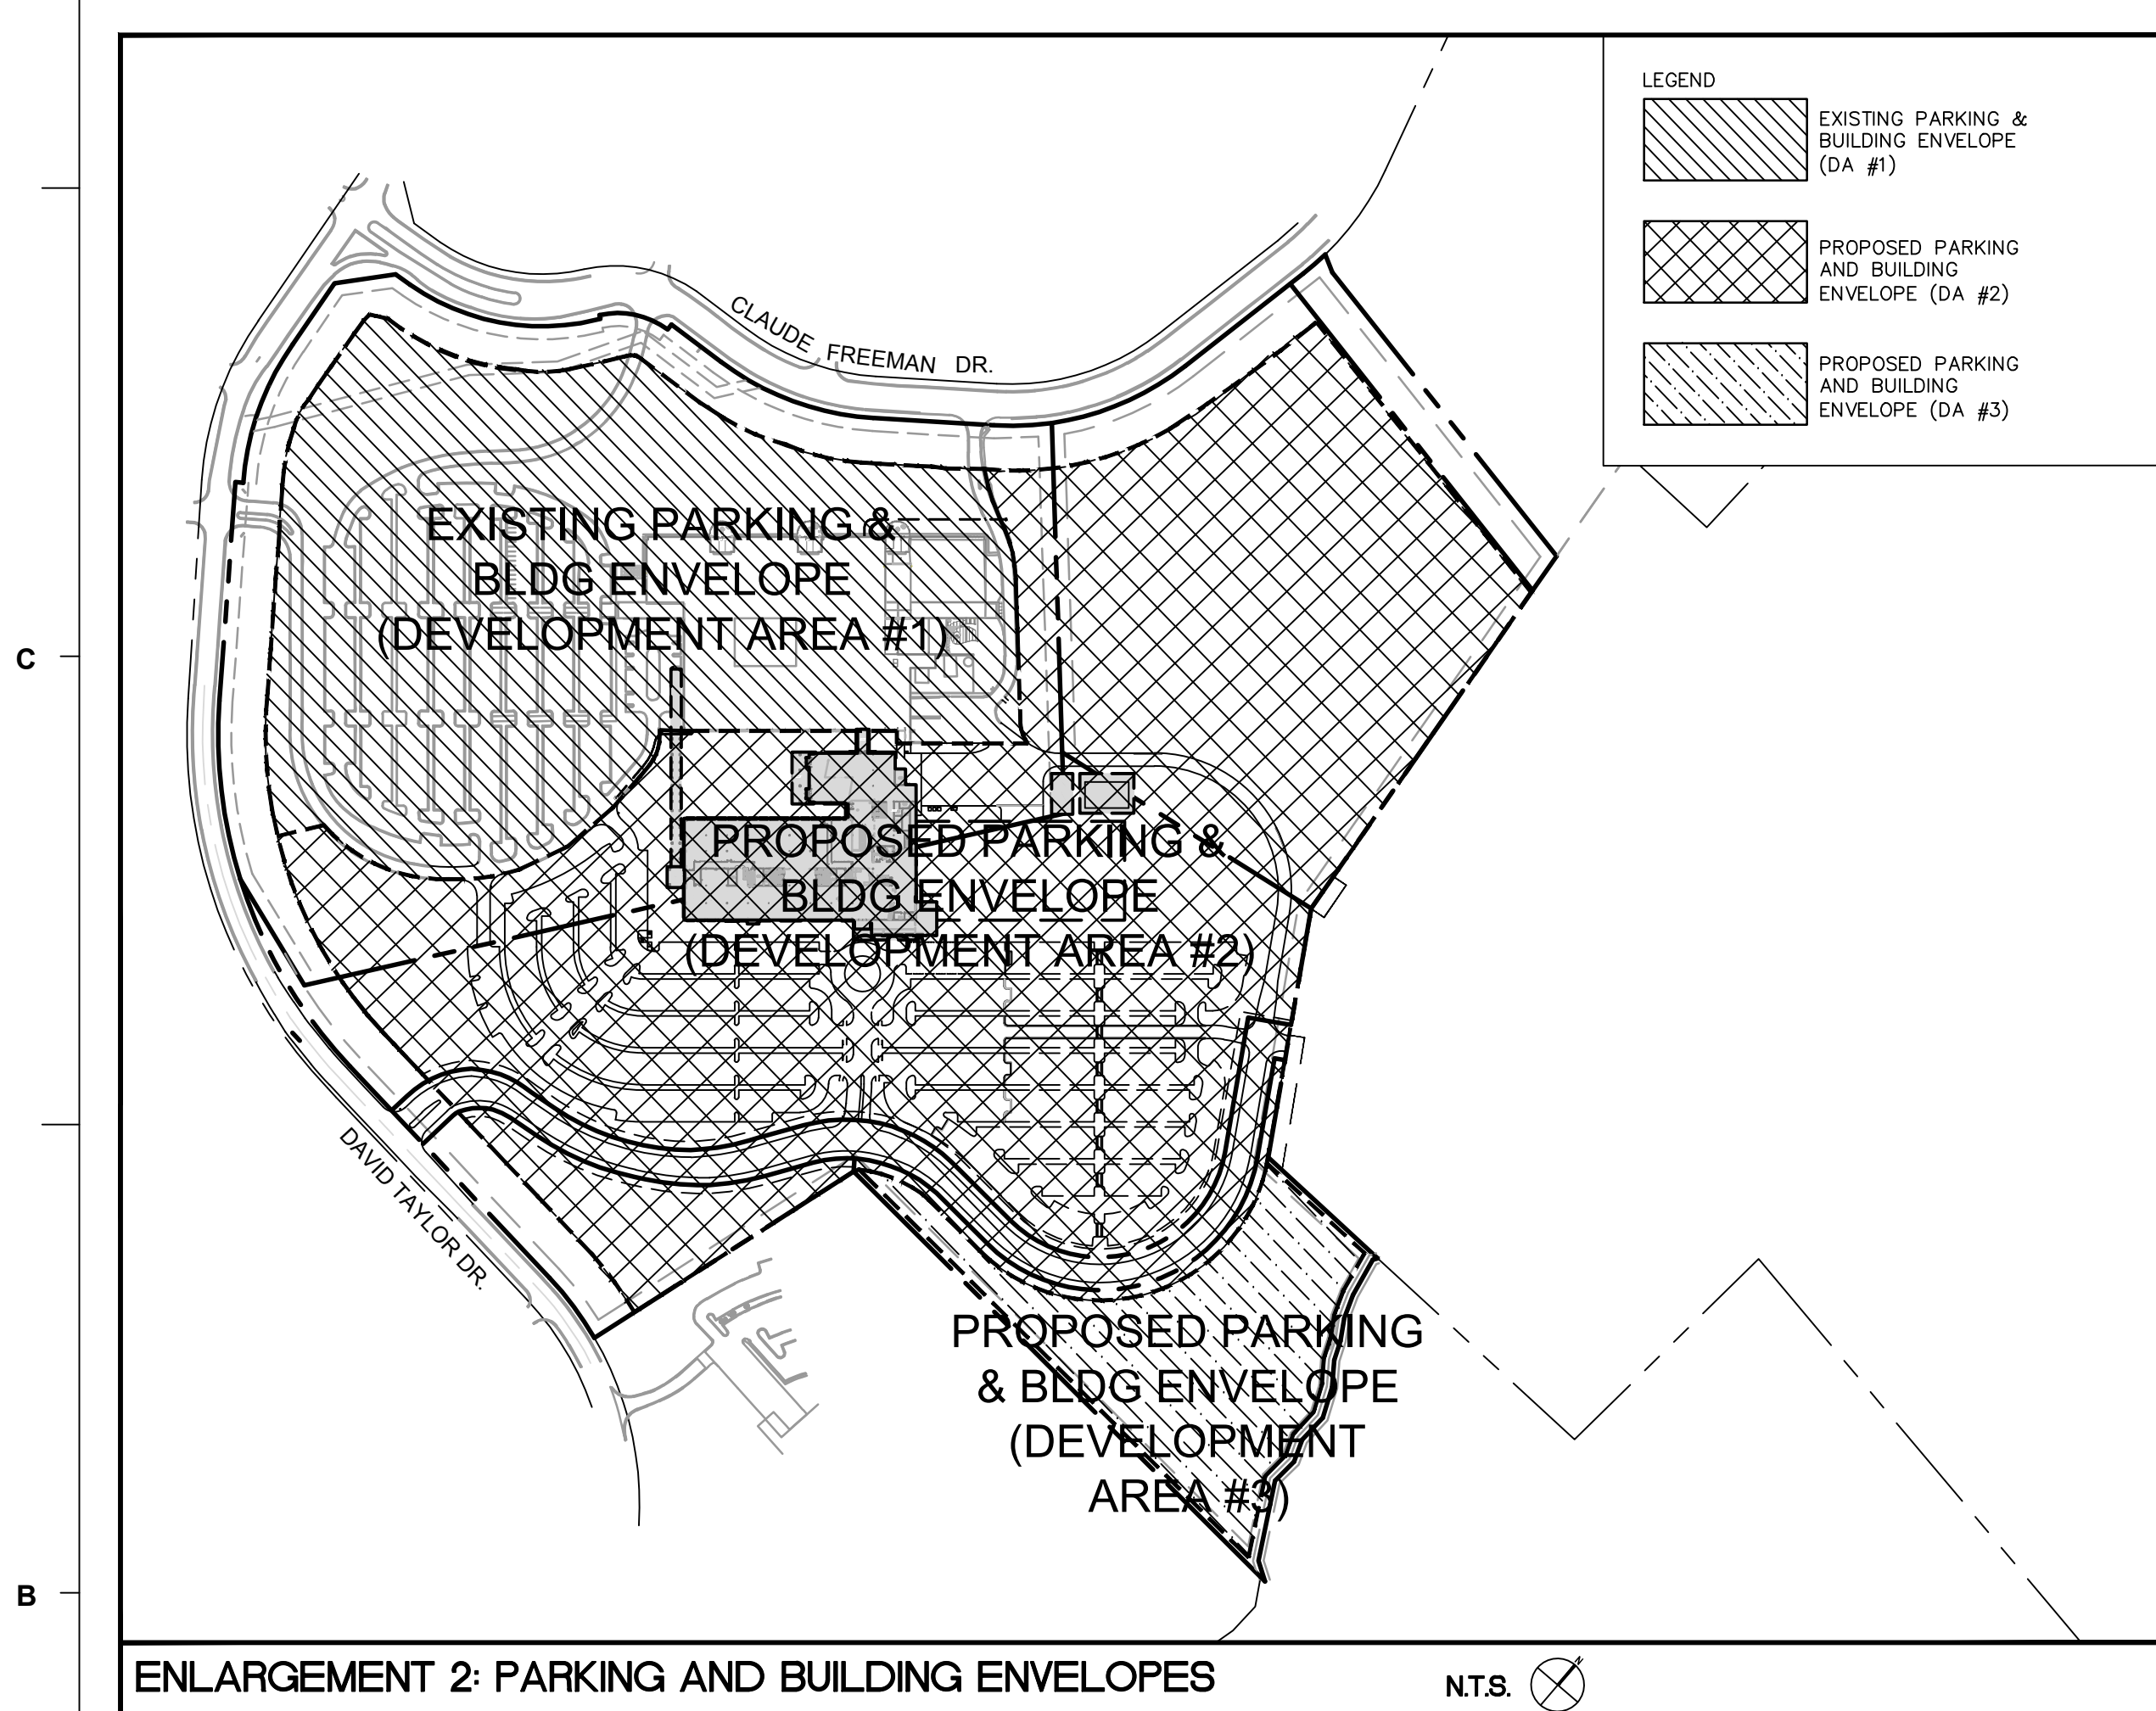 LEGEND
EXISTING PARKING &
BUILDING ENVELOPE
(DA #1)
PROPOSED PARKING
AND BUILDING
ENVELOPE (DA #2)
PROPOSED PARKING
AND BUILDING
ENVELOPE (DA #3)
CLAUDE FREEMAN DR.
EXISTING PARKING &
BLDG ENVELOPE
(DEVELOPMENT AREA #1)
C
PROPOSED PARKING &
BLDG ENVELOPE
(DEVELOPMENT AREA #2)
DAVID TAYLOR DR.
PROPOSED PARKING
& BLDG ENVELOPE
(DEVELOPMENT
AREA #3)
B
ENLARGEMENT 2: PARKING AND BUILDING ENVELOPES
N.T.S.
N